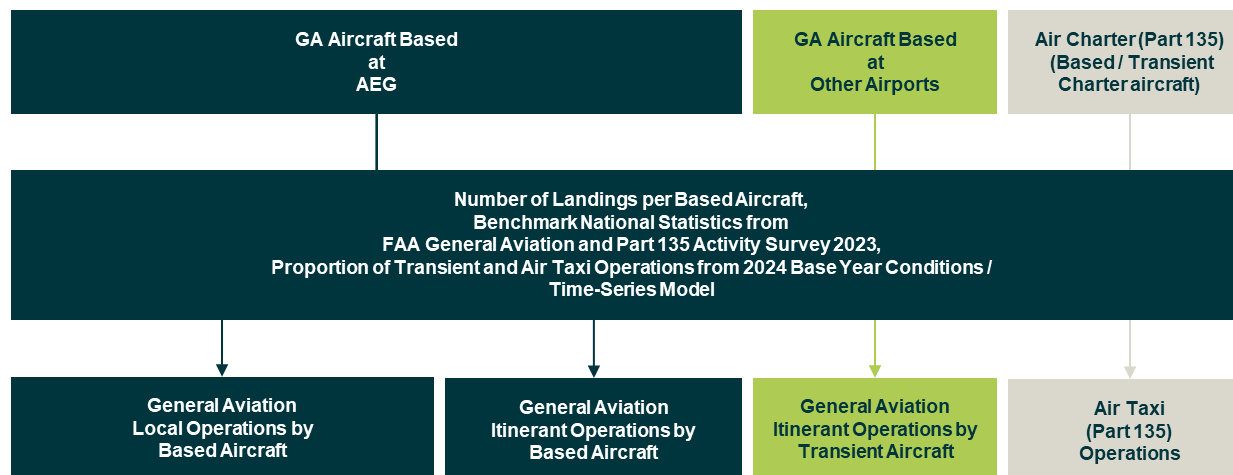 GA Aircraft Based
at
AEG
GA Aircraft Based
at
Other Airports
Air Charter (Part 135)
(Based / Transient
Charter aircraft)
Number of Landings per Based Aircraft,
Benchmark National Statistics from
FAA General Aviation and Part 135 Activity Survey 2023,
Proportion of Transient and Air Taxi Operations from 2024 Base Year Conditions /
Time-Series Model
General Aviation
Local Operations by
Based Aircraft
General Aviation
Itinerant Operations by
Based Aircraft
General Aviation
Itinerant Operations by
Transient Aircraft
Air Taxi
(Part 135)
Operations